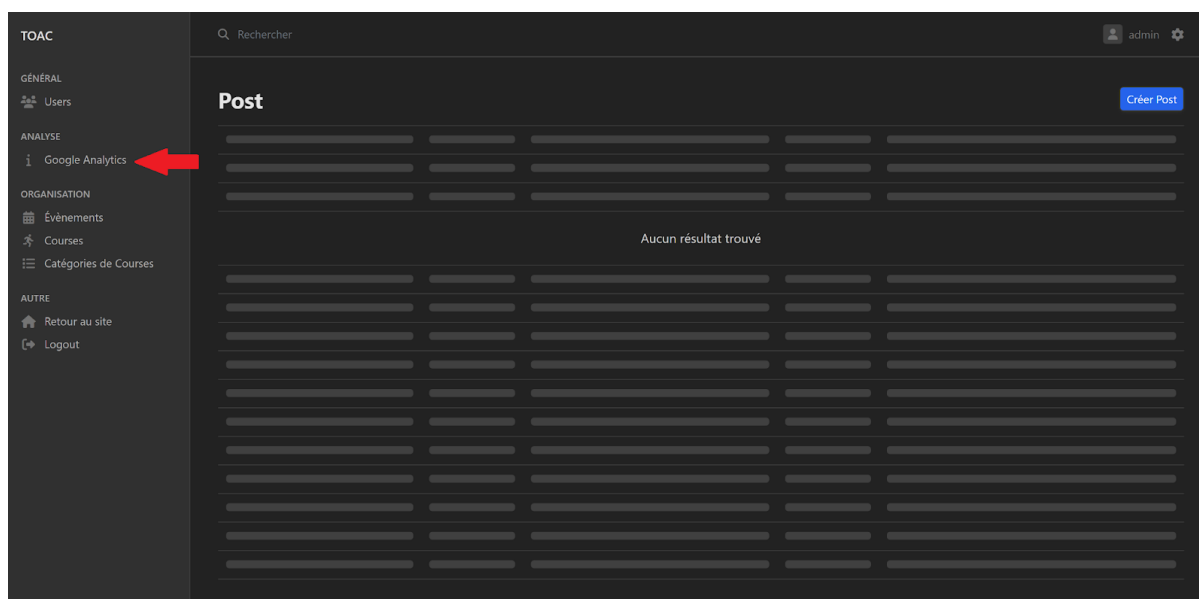 TOAC
Rechercher
admin
GÉNÉRAL
Users
ANALYSE
Google Analytics
ORGANISATION
Évènements
Courses
Catégories de Courses
AUTRE
Retour au site
Logout
Post
Créer Post
Aucun résultat trouvé